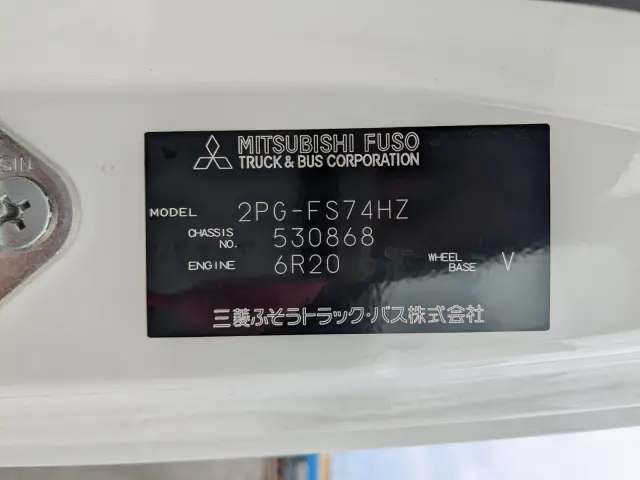 SIN
MITSUBISHI FUSO
TRUCK & BUS CORPORATION
MODEL 2PG-FS74HZ
CHASSIS NO. 530868
ENGINE 6R20 WHEEL BASE V
三菱ふそうトラック・バス株式会社